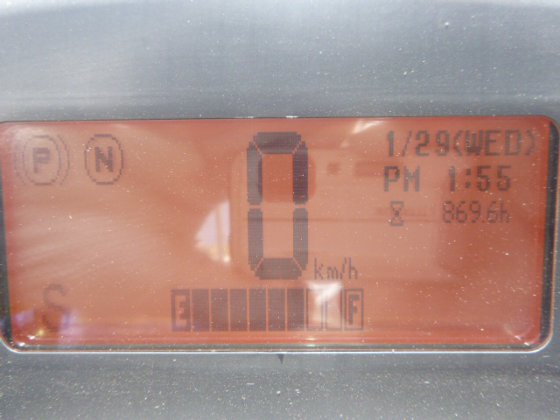 P N
0 km/h
1/29(WED)
PM 1:55
869.6h
S
E F